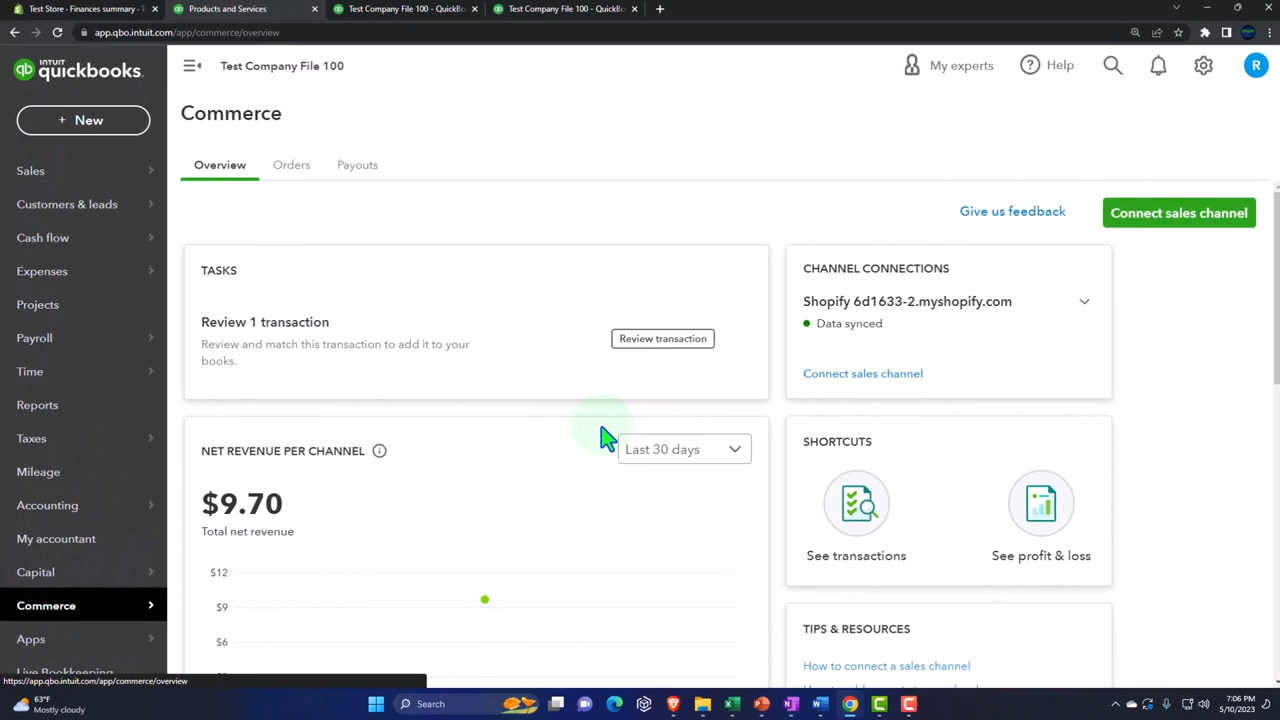 Test Store - Finances summary - T
Products and Services
Test Company File 100 - QuickBo
Test Company File 100 - QuickBo
app.qbo.intuit.com/app/commerce/overview
INTUIT
quickbooks.
Test Company File 100
My experts
Help
R
+ New
Commerce
Overview
Orders
Payouts
Sales
Customers & leads
Cash flow
Expenses
Projects
Payroll
Time
Reports
Taxes
Mileage
Accounting
My accountant
Capital
Commerce
Apps
Live Bookkeeping
Give us feedback
Connect sales channel
TASKS
Review 1 transaction
Review and match this transaction to add it to your
books.
Review transaction
CHANNEL CONNECTIONS
Shopify 6d1633-2.myshopify.com
Data synced
Connect sales channel
NET REVENUE PER CHANNEL
Last 30 days
$9.70
Total net revenue
$12
$9
$6
SHORTCUTS
See transactions
See profit & loss
TIPS & RESOURCES
How to connect a sales channel
https://app.qbo.intuit.com/app/commerce/overview
63°F
Mostly cloudy
Search
7:06 PM
5/10/2023